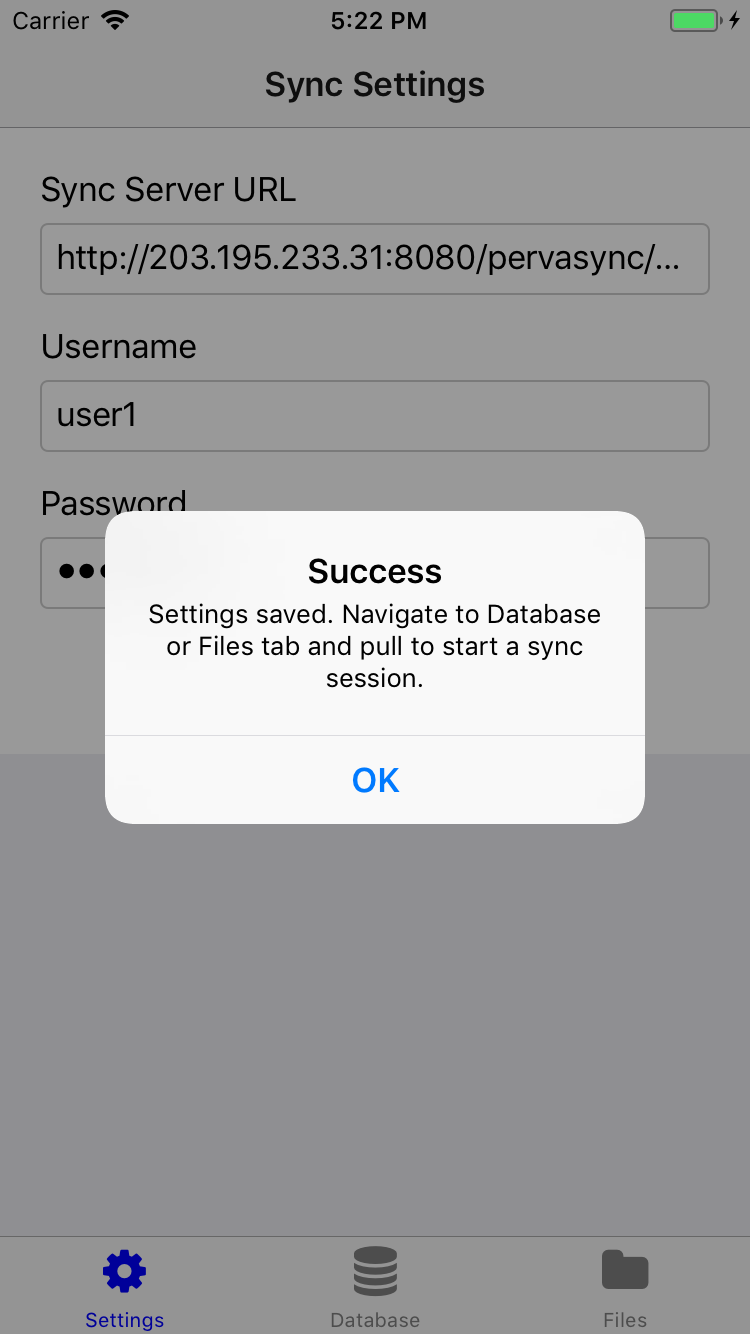 Carrier 5:22 PM
Sync Settings
Sync Server URL
http://203.195.233.31:8080/pervasync/...
Username
user1
Password
Success
Settings saved. Navigate to Database
or Files tab and pull to start a sync
session.
OK
Settings Database Files